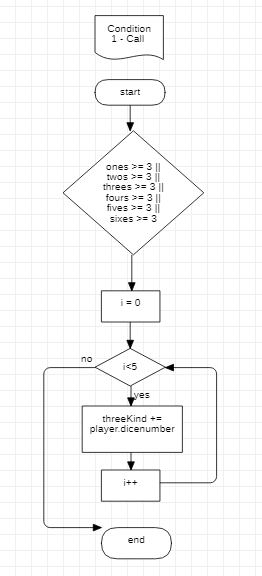 Condition
1 - Call
start
ones >= 3 ||
twos >= 3 ||
threes >= 3 ||
fours >= 3 ||
fives >= 3 ||
sixes >= 3
i = 0
no
i<5
yes
threeKind +=
player.dicenumber
i++
end